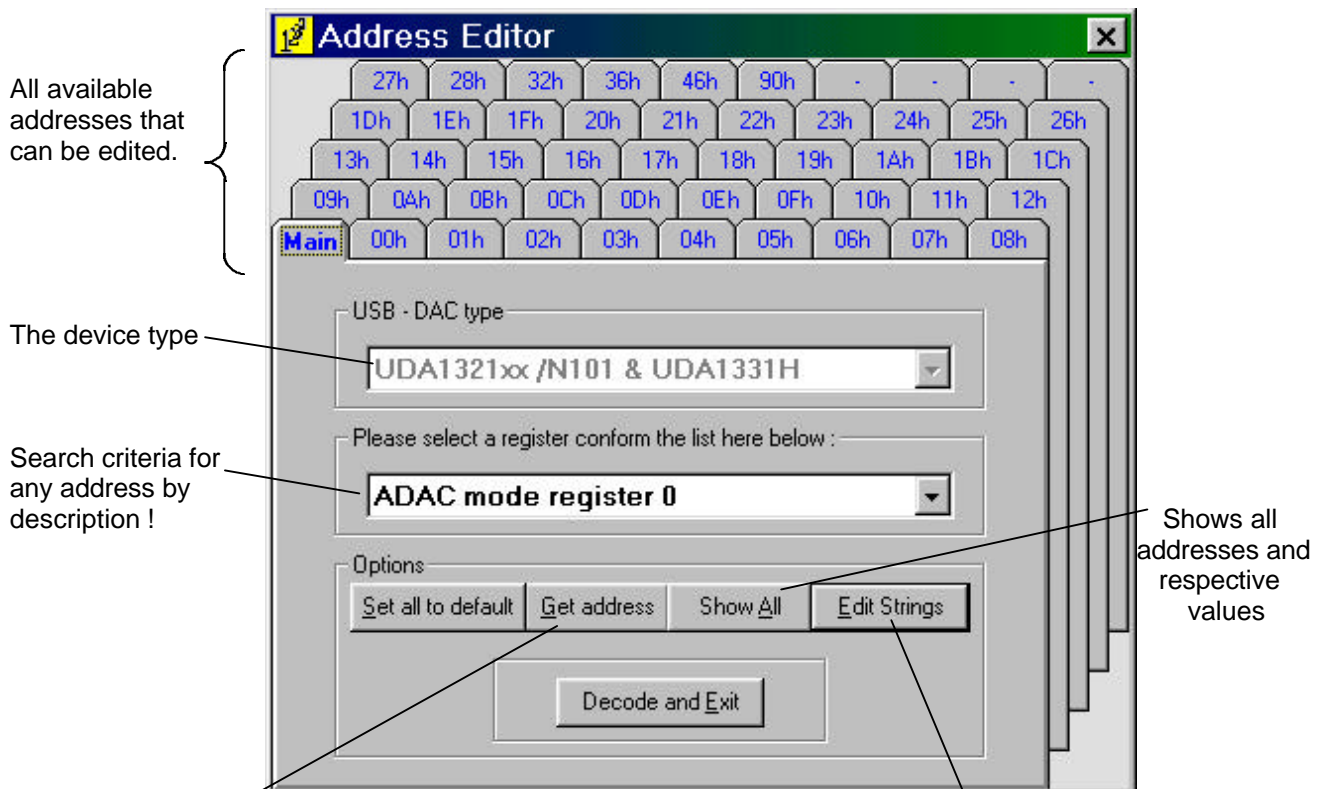 Address Editor
All available
addresses that
can be edited.
27h 28h 32h 36h 46h 90h - - - -
1Dh 1Eh 1Fh 20h 21h 22h 23h 24h 25h 26h
13h 14h 15h 16h 17h 18h 19h 1Ah 1Bh 1Ch
09h 0Ah 0Bh 0Ch 0Dh 0Eh 0Fh 10h 11h 12h
Main 00h 01h 02h 03h 04h 05h 06h 07h 08h
USB - DAC type
The device type
UDA1321xx /N101 & UDA1331H
Please select a register conform the list here below :
Search criteria for
any address by
description !
ADAC mode register 0
Shows all
addresses and
respective
values
Options
Set all to default Get address Show All Edit Strings
Decode and Exit